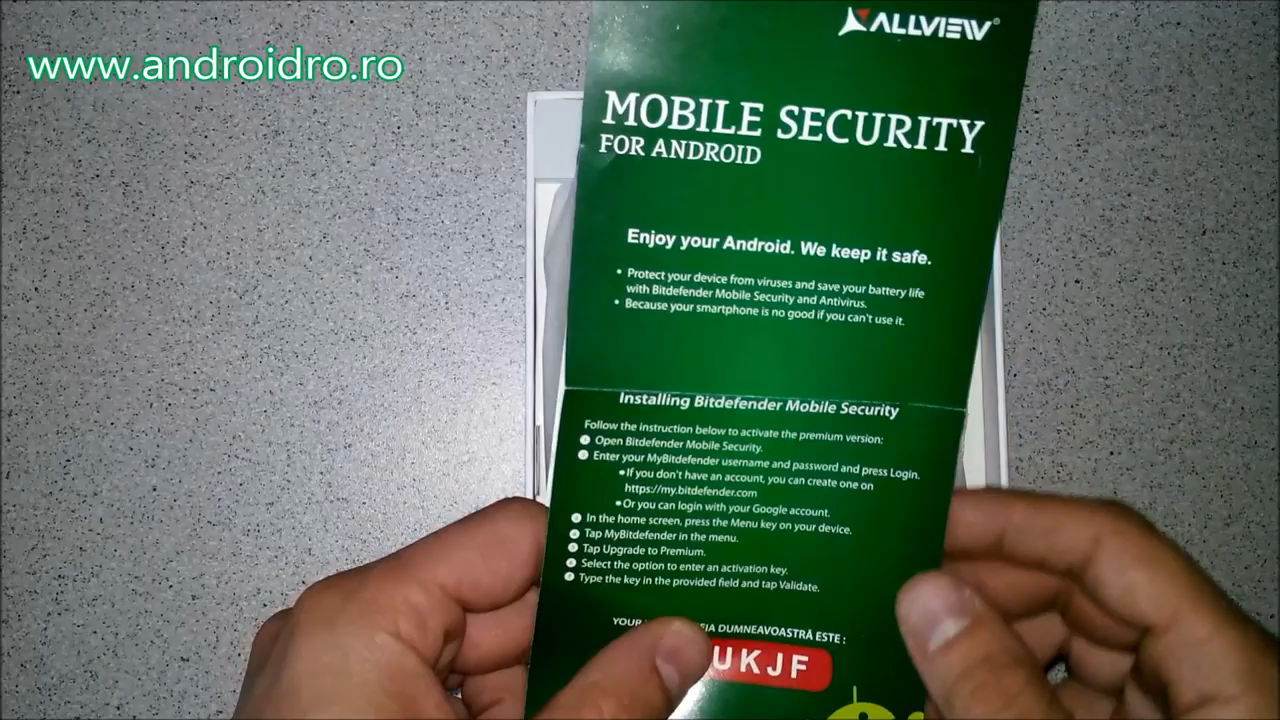 www.androidro.ro
ALLVIEW®
MOBILE SECURITY
FOR ANDROID
Enjoy your Android. We keep it safe.
• Protect your device from viruses and save your battery life
with Bitdefender Mobile Security and Antivirus.
• Because your smartphone is no good if you can't use it.
Installing Bitdefender Mobile Security
Follow the instruction below to activate the premium version:
Open Bitdefender Mobile Security.
Enter your MyBitdefender username and password and press Login.
• If you don't have an account, you can create one on
https://my.bitdefender.com
• Or you can login with your Google account.
In the home screen, press the Menu key on your device.
Tap MyBitdefender in the menu.
Tap Upgrade to Premium.
Select the option to enter an activation key.
Type the key in the provided field and tap Validate.
YOUR DUMNEAVOASTRĂ ESTE :
UKJF